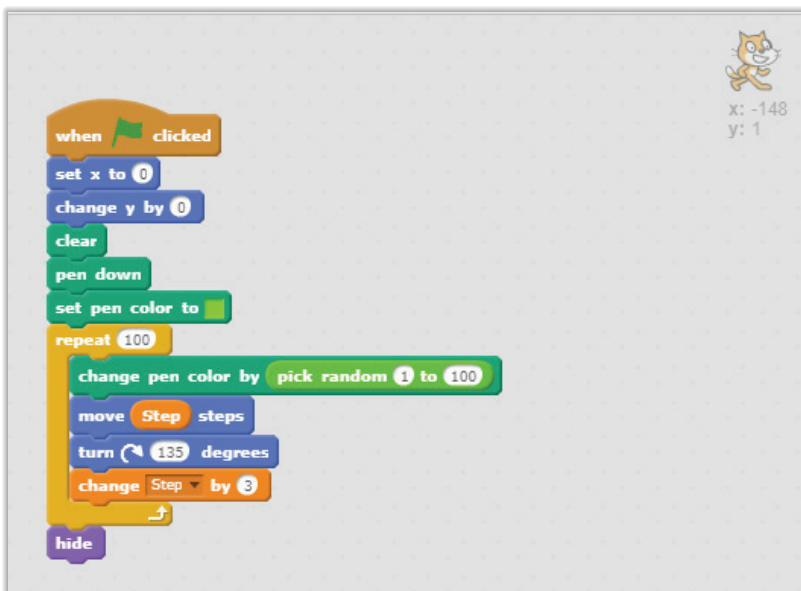 x: -148
y: 1
when clicked
set x to 0
change y by 0
clear
pen down
set pen color to
repeat 100
change pen color by pick random 1 to 100
move Step steps
turn 135 degrees
change Step by 3
hide